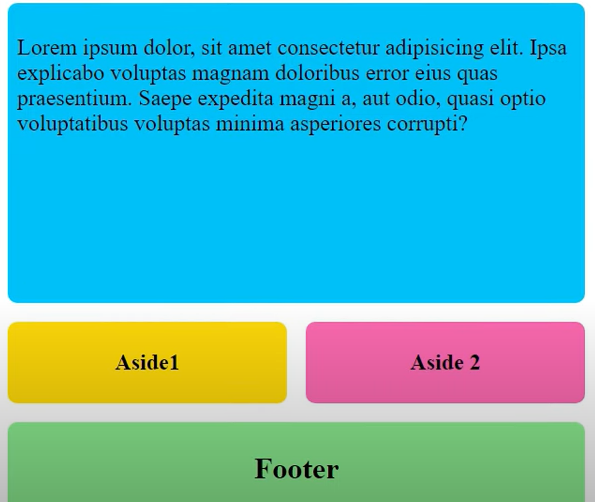 Lorem ipsum dolor, sit amet consectetur adipisicing elit. Ipsa
explicabo voluptas magnam doloribus error eius quas
praesentium. Saepe expedita magni a, aut odio, quasi optio
voluptatibus voluptas minima asperiores corrupti?
Aside1
Aside 2
Footer